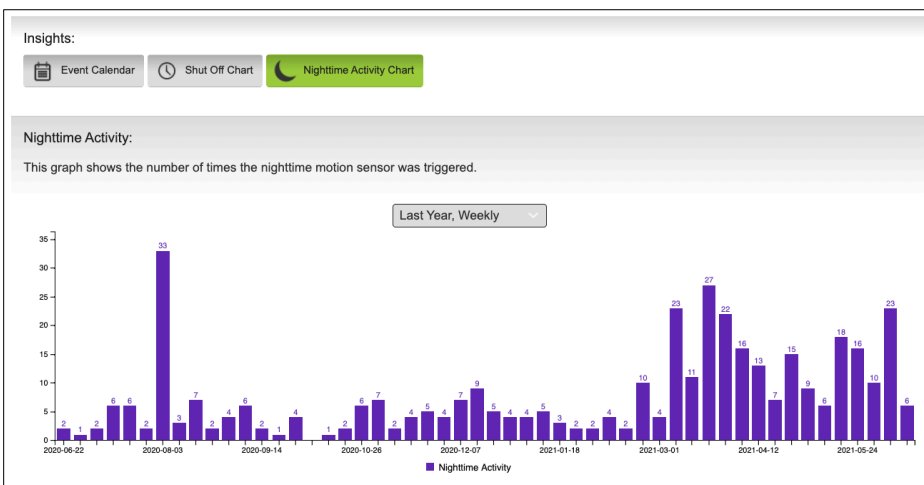 Insights:
Event Calendar Shut Off Chart Nighttime Activity Chart
Nighttime Activity:
This graph shows the number of times the nighttime motion sensor was triggered.
Last Year, Weekly
35
30
25
20
15
10
5
0
2 1 2 6 6 2 33 3 7 2 4 6 2 1 4 1 2 6 7 2 4 5 4 7 9 5 4 4 5 3 2 2 4 2 10 4 23 11 27 22 16 13 7 15 9 6 18 16 10 23 6
2020-06-22 2020-08-03 2020-09-14 2020-10-26 2020-12-07 2021-01-18 2021-03-01 2021-04-12 2021-05-24
Nighttime Activity